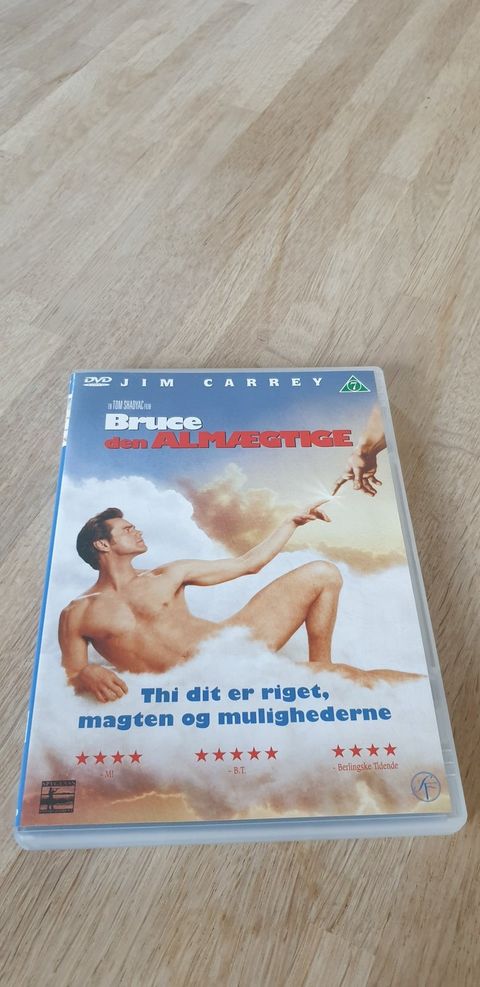 DVD JIM CARREY 7
EN TOM SHADYAC FILM
Bruce
den ALMÆGTIGE
Thi dit er riget,
magten og mulighederne
★★★★ ★★★★★ ★★★★
- M! - B.T. - Berlingske Tidende
SF